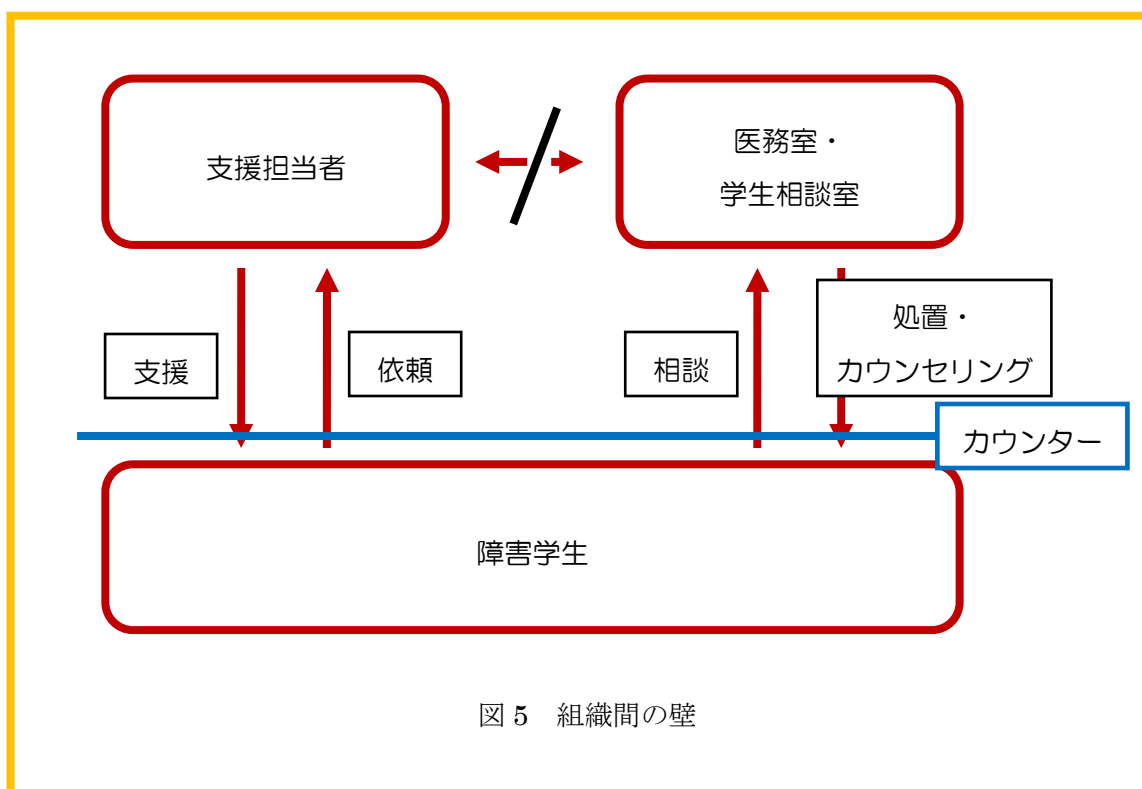 支援担当者
医務室・
学生相談室
支援
依頼
相談
処置・
カウンセリング
カウンター
障害学生
図 5　組織間の壁